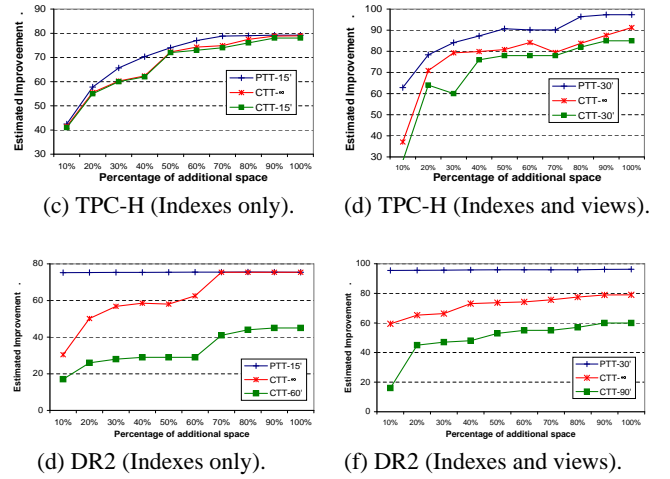 90
80
70
60
50
40
30
Estimated Improvement .
PTT-15'
CTT-∞
CTT-15'
10% 20% 30% 40% 50% 60% 70% 80% 90% 100%
Percentage of additional space
(c) TPC-H (Indexes only).
100
90
80
70
60
50
40
30
Estimated Improvement .
PTT-30'
CTT-∞
CTT-30'
10% 20% 30% 40% 50% 60% 70% 80% 90% 100%
Percentage of additional space
(d) TPC-H (Indexes and views).
80
60
40
20
0
Estimated Improvement .
PTT-15'
CTT-∞
CTT-60'
10% 20% 30% 40% 50% 60% 70% 80% 90% 100%
Percentage of additional space
(d) DR2 (Indexes only).
100
80
60
40
20
0
Estimated Improvement .
PTT-30'
CTT-∞
CTT-90'
10% 20% 30% 40% 50% 60% 70% 80% 90% 100%
Percentage of additional space
(f) DR2 (Indexes and views).